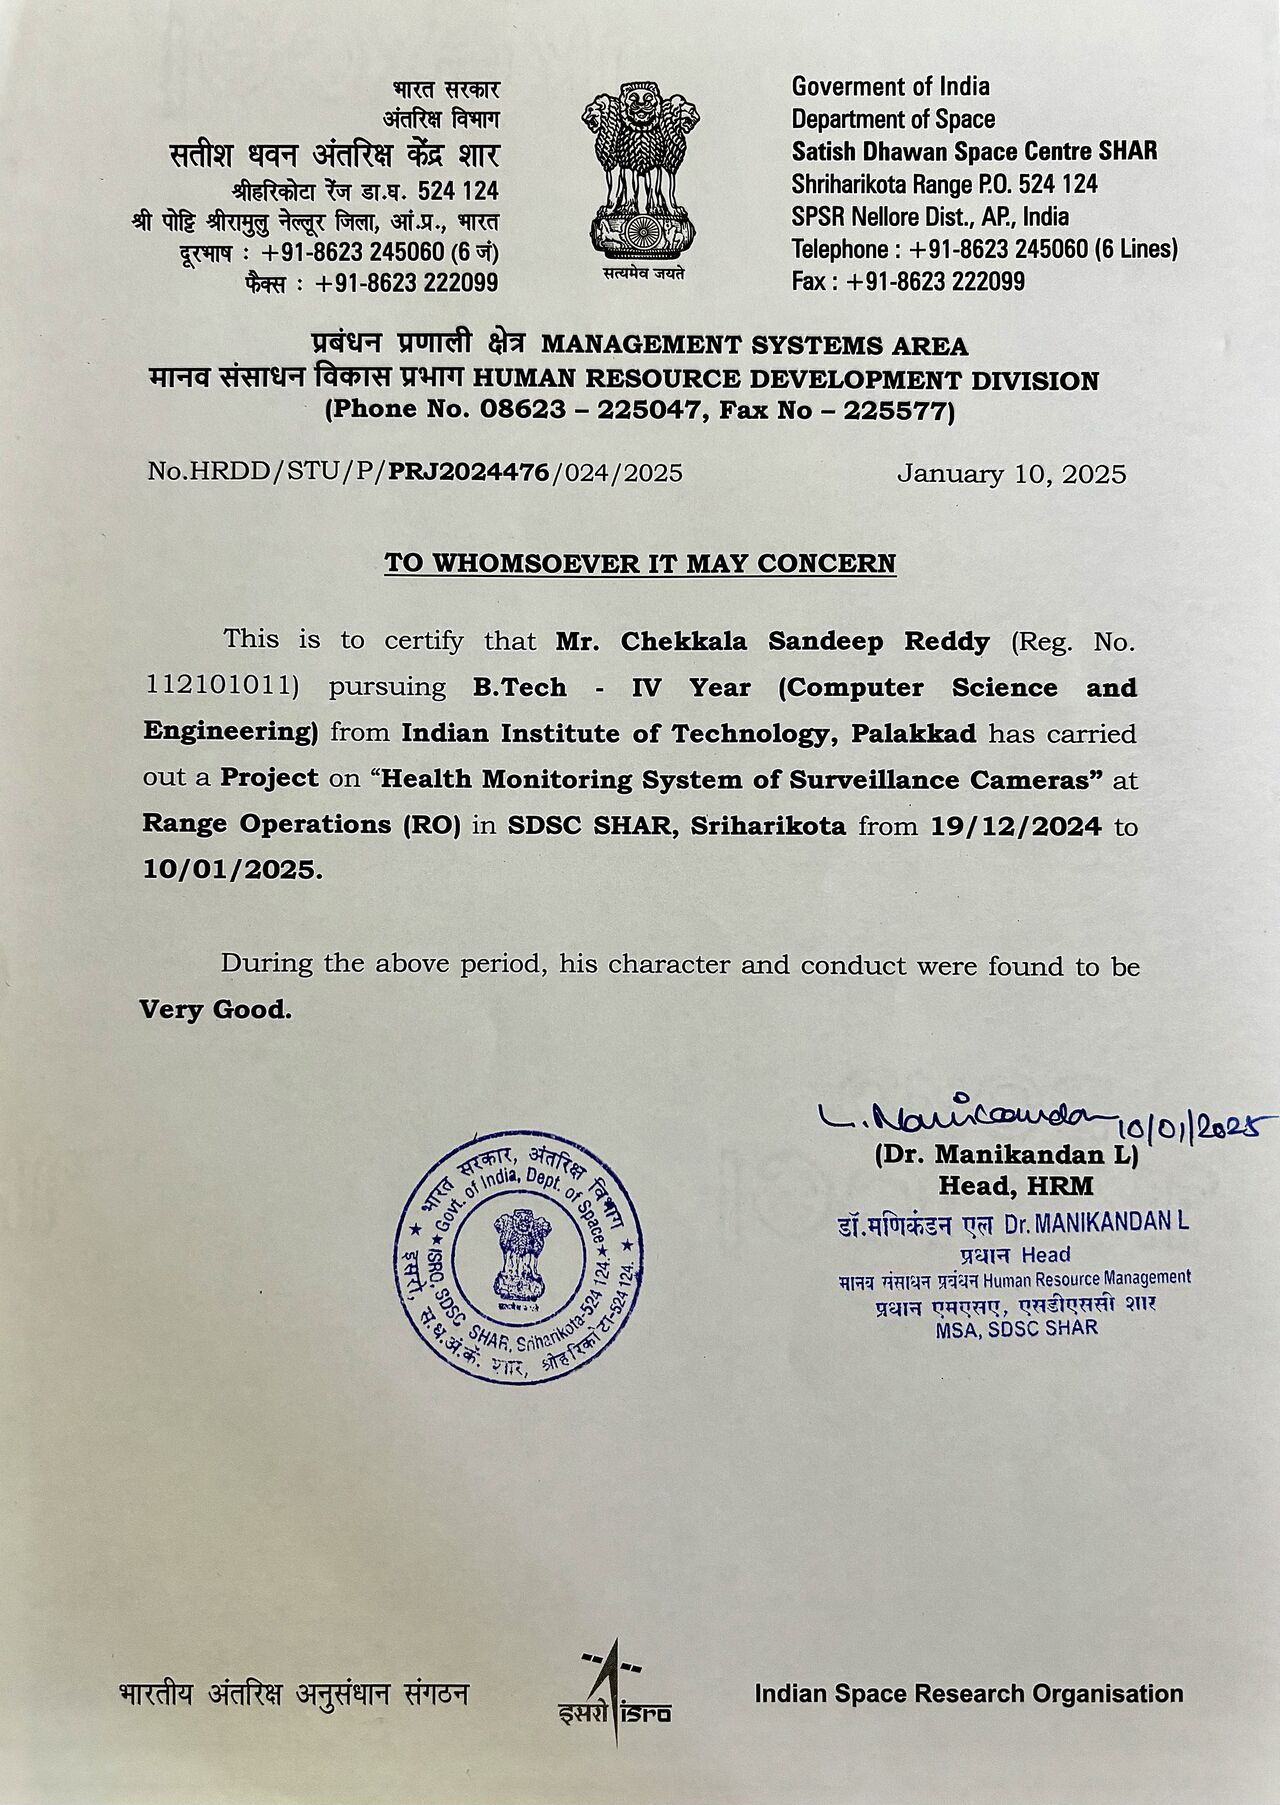 भारत सरकार
अंतरिक्ष विभाग
सतीश धवन अंतरिक्ष केंद्र शार
श्रीहरिकोटा रेंज डा.घ. 524 124
श्री पोट्टि श्रीरामुलु नेल्लूर जिला, आं.प्र., भारत
दूरभाष : +91-8623 245060 (6 जं)
फैक्स : +91-8623 222099
सत्यमेव जयते
Goverment of India
Department of Space
Satish Dhawan Space Centre SHAR
Shriharikota Range P.O. 524 124
SPSR Nellore Dist., AP., India
Telephone : +91-8623 245060 (6 Lines)
Fax : +91-8623 222099
प्रबंधन प्रणाली क्षेत्र MANAGEMENT SYSTEMS AREA
मानव संसाधन विकास प्रभाग HUMAN RESOURCE DEVELOPMENT DIVISION
(Phone No. 08623 – 225047, Fax No – 225577)
No.HRDD/STU/P/PRJ2024476/024/2025
January 10, 2025
TO WHOMSOEVER IT MAY CONCERN
This is to certify that Mr. Chekkala Sandeep Reddy (Reg. No.
112101011) pursuing B.Tech - IV Year (Computer Science and
Engineering) from Indian Institute of Technology, Palakkad has carried
out a Project on “Health Monitoring System of Surveillance Cameras” at
Range Operations (RO) in SDSC SHAR, Sriharikota from 19/12/2024 to
10/01/2025.
During the above period, his character and conduct were found to be
Very Good.
L. Manikandan 10/01/2025
(Dr. Manikandan L)
Head, HRM
डॉ.मणिकंडन एल Dr. MANIKANDAN L
प्रधान Head
मानव संसाधन प्रबंधन Human Resource Management
प्रधान एमएसए, एसडीएससी शार
MSA, SDSC SHAR
भारत सरकार, अंतरिक्ष विभाग
Govt. of India, Dept. of Space
ISRO, SDSC SHAR, Sriharikota-524 124.
इसरो, स.ध.अं.कें. शार, श्रीहरिकोटा-524 124.
भारतीय अंतरिक्ष अनुसंधान संगठन
इसरो isro
Indian Space Research Organisation